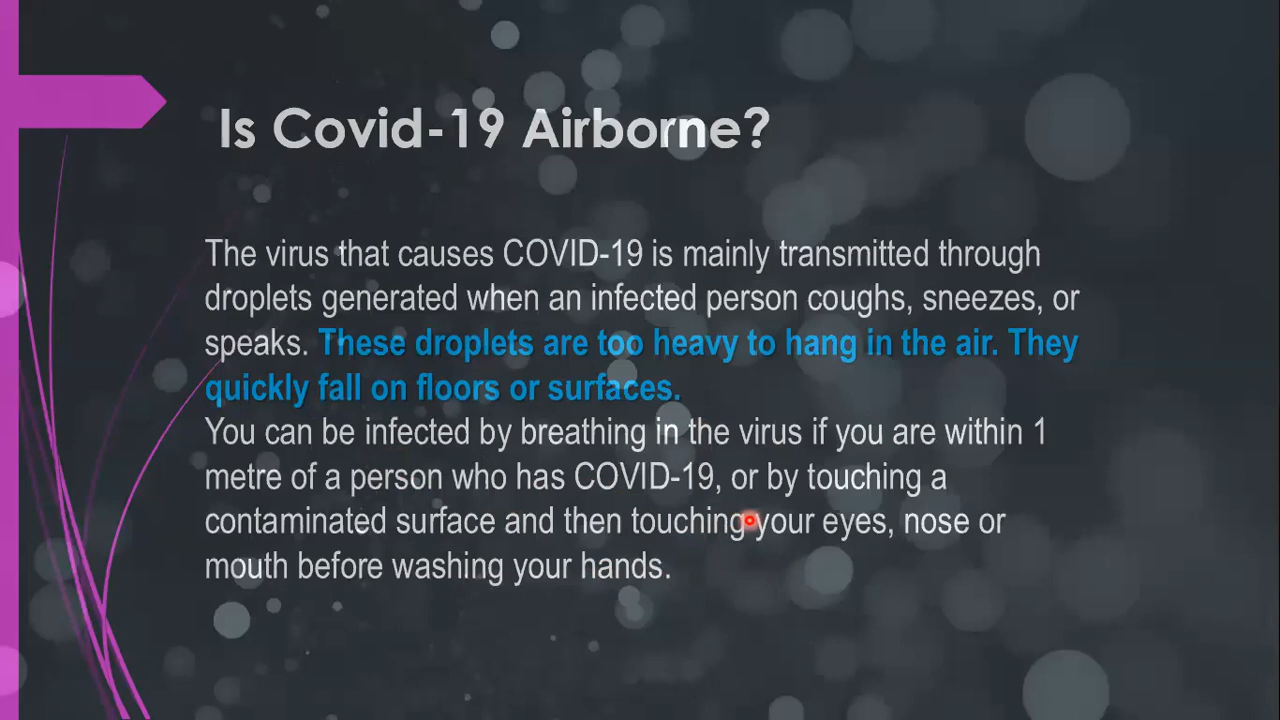 Is Covid-19 Airborne?
The virus that causes COVID-19 is mainly transmitted through
droplets generated when an infected person coughs, sneezes, or
speaks. These droplets are too heavy to hang in the air. They
quickly fall on floors or surfaces.
You can be infected by breathing in the virus if you are within 1
metre of a person who has COVID-19, or by touching a
contaminated surface and then touching your eyes, nose or
mouth before washing your hands.